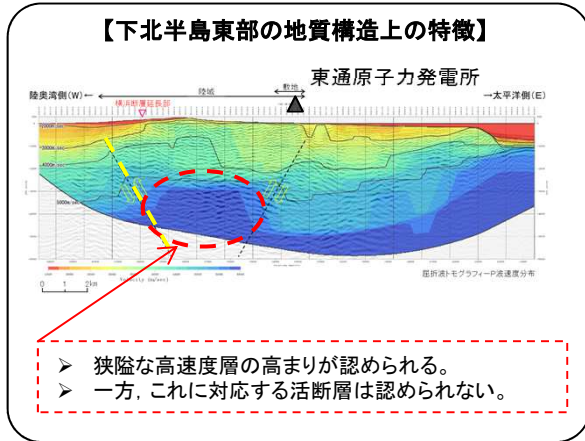 【下北半島東部の地質構造上の特徴】
敷地
東通原子力発電所
陸奥湾側(W) ←
陸域
→太平洋側(E)
横浜断層延長部
屈折波トモグラフィーP波速度分布
0 1 2km
➢ 狭隘な高速度層の高まりが認められる。
➢ 一方，これに対応する活断層は認められない。